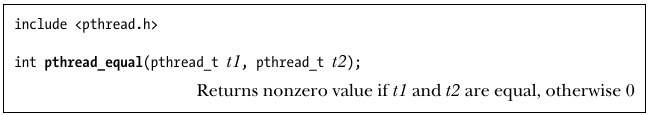 include <pthread.h>
int pthread_equal(pthread_t t1, pthread_t t2);
Returns nonzero value if t1 and t2 are equal, otherwise 0